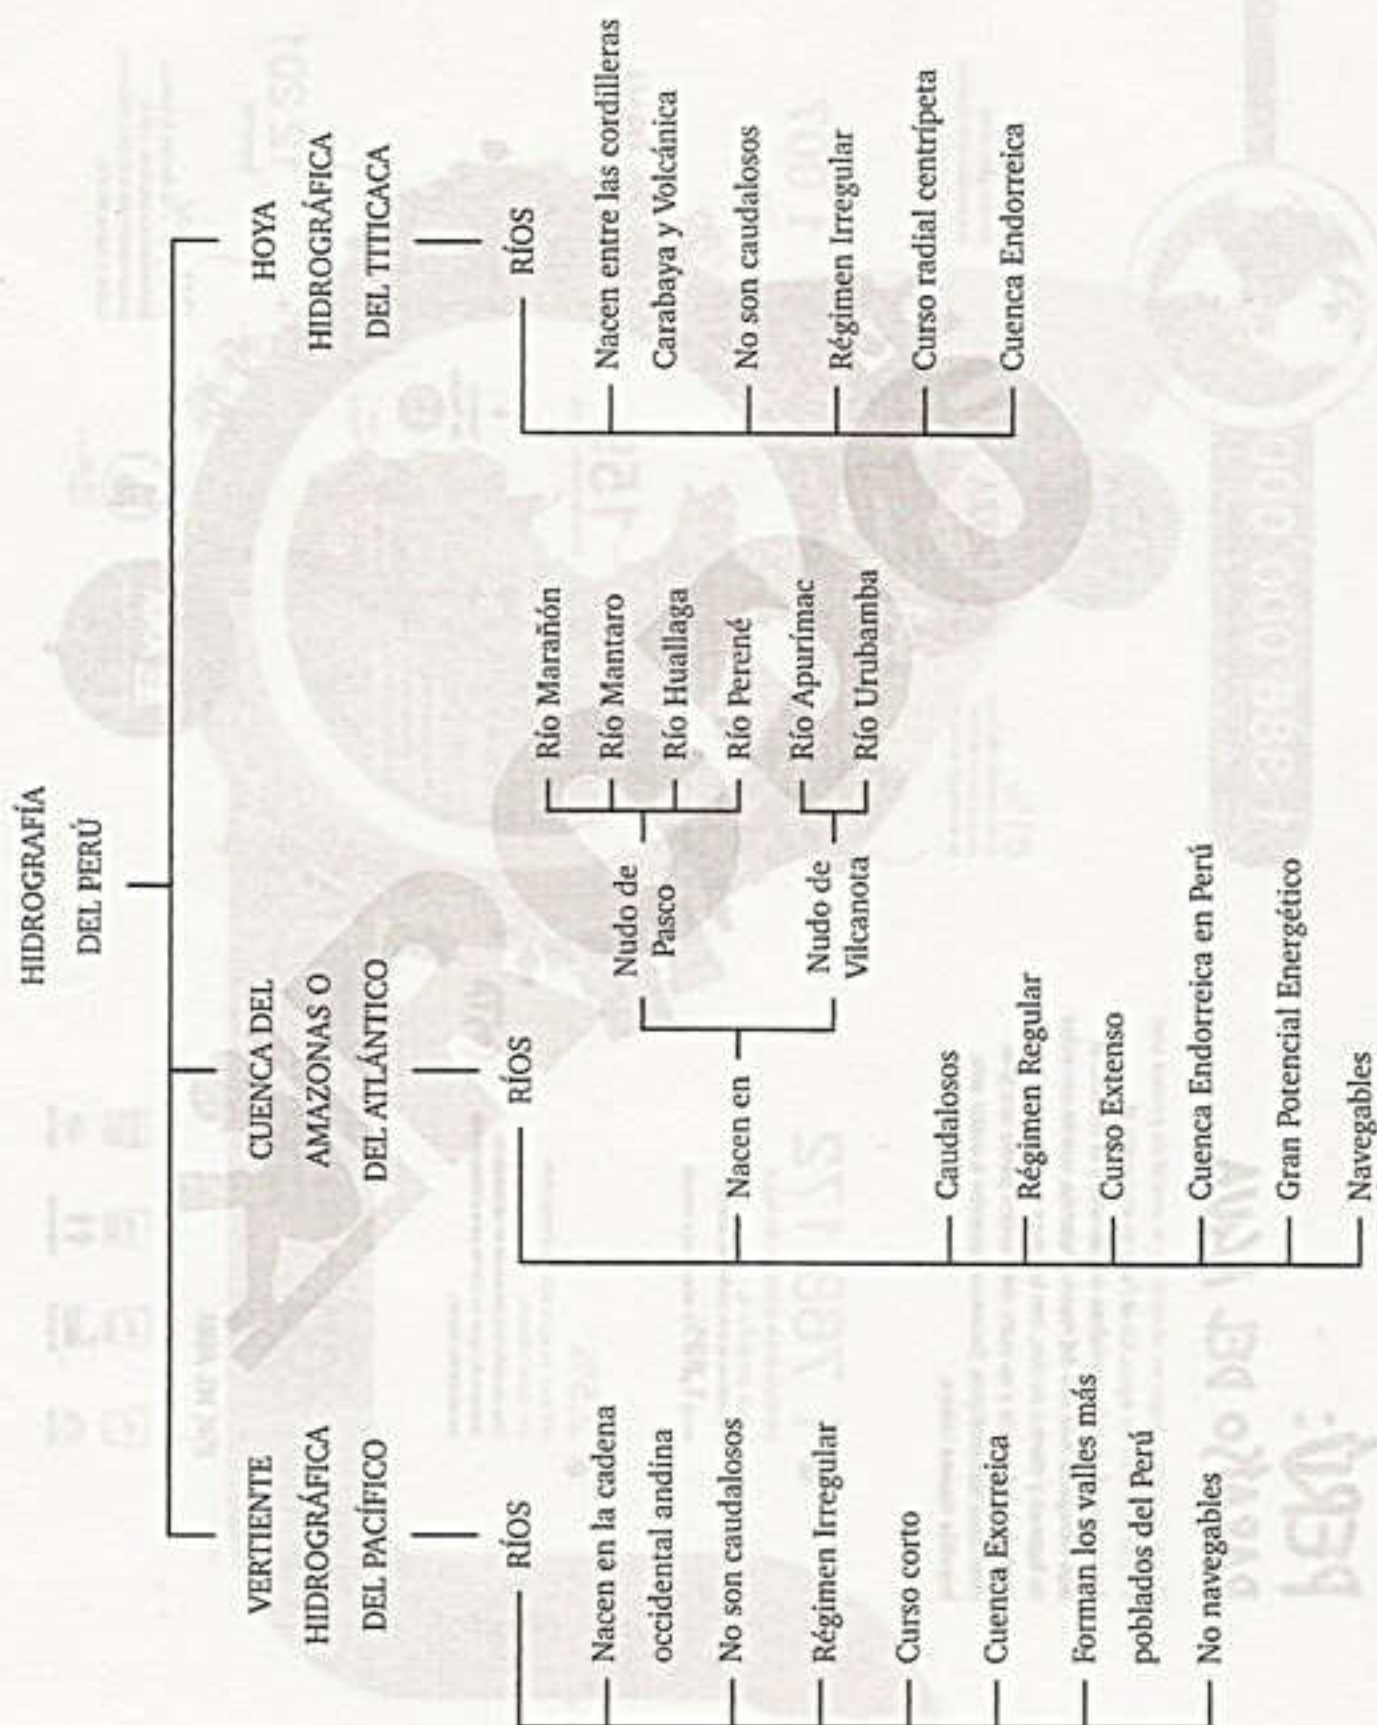 HIDROGRAFÍA
DEL PERÚ
VERTIENTE
HIDROGRÁFICA
DEL PACÍFICO
RÍOS
Nacen en la cadena
occidental andina
No son caudalosos
Régimen Irregular
Curso corto
Cuenca Exorreica
Forman los valles más
poblados del Perú
No navegables
CUENCA DEL
AMAZONAS O
DEL ATLÁNTICO
RÍOS
Nacen en
Nudo de
Pasco
Río Marañón
Río Mantaro
Río Huallaga
Río Perené
Nudo de
Vilcanota
Río Apurímac
Río Urubamba
Caudalosos
Régimen Regular
Curso Extenso
Cuenca Endorreica en Perú
Gran Potencial Energético
Navegables
HOYA
HIDROGRÁFICA
DEL TITICACA
RÍOS
Nacen entre las cordilleras
Carabaya y Volcánica
No son caudalosos
Régimen Irregular
Curso radial centrípeta
Cuenca Endorreica